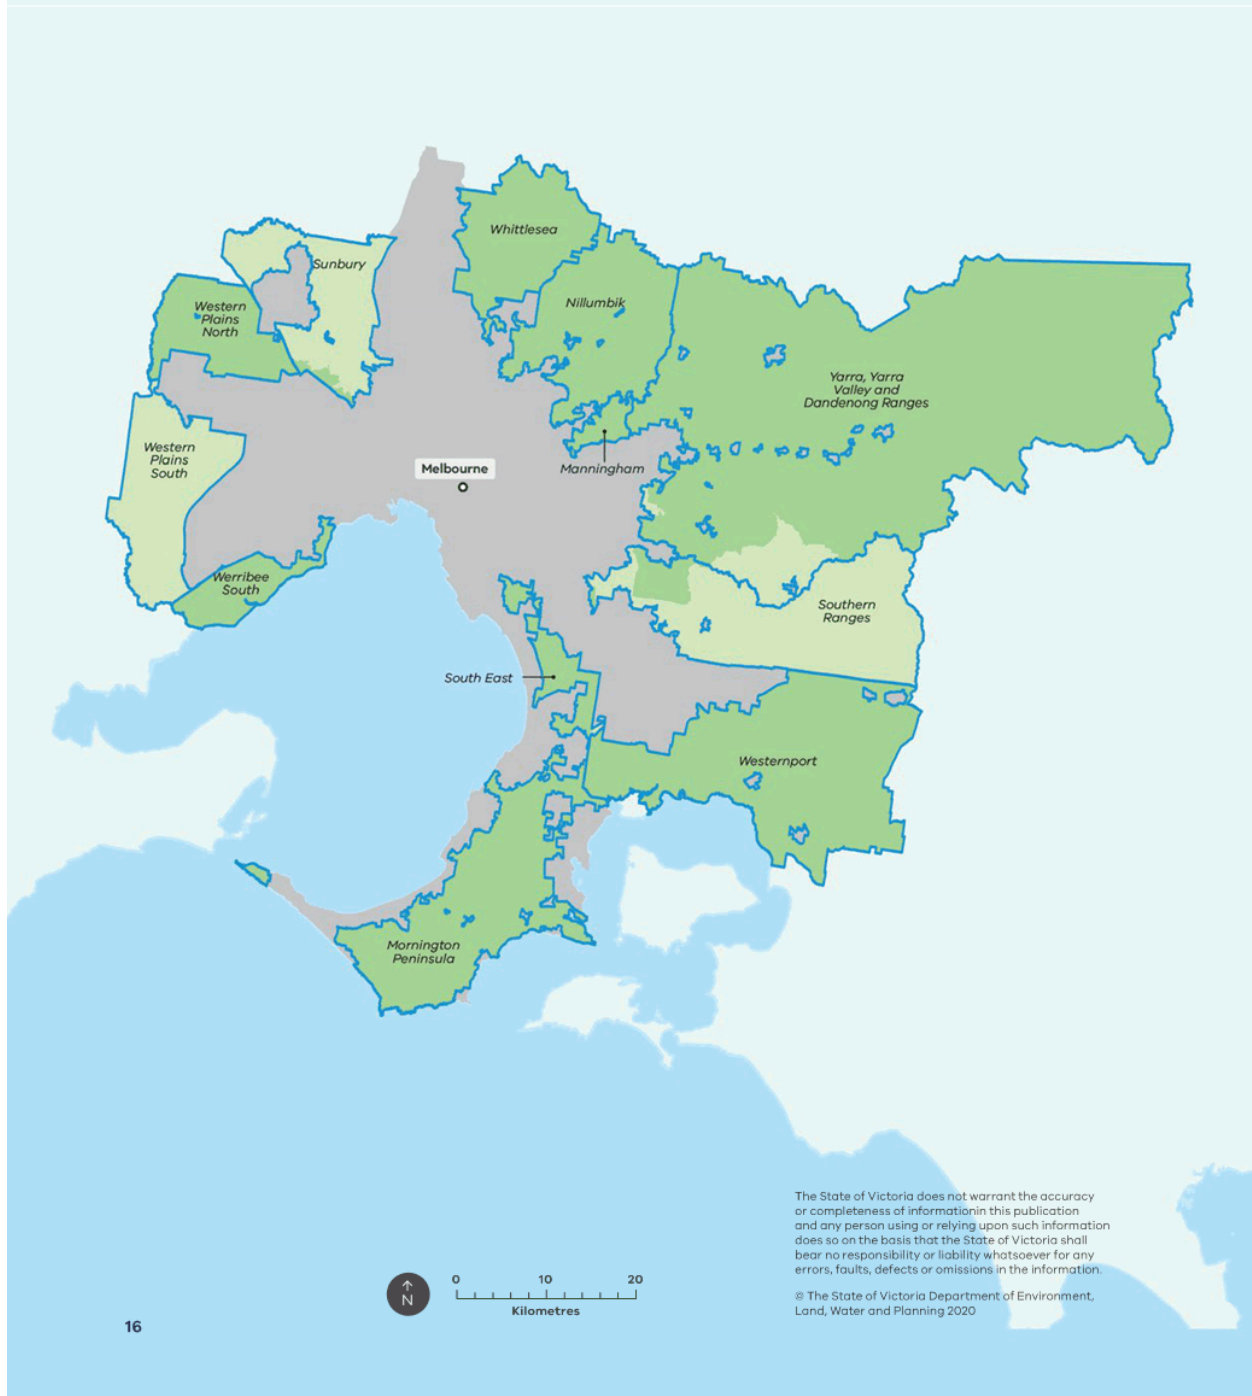 Whittlesea
Sunbury
Nillumbik
Western
Plains
North
Yarra, Yarra
Valley and
Dandenong Ranges
Western
Plains
South
Melbourne
Manningham
Werribee
South
Southern
Ranges
South East
Westernport
Mornington
Peninsula
The State of Victoria does not warrant the accuracy
or completeness of informationin this publication
and any person using or relying upon such information
does so on the basis that the State of Victoria shall
bear no responsibility or liability whatsoever for any
errors, faults, defects or omissions in the information.
© The State of Victoria Department of Environment,
Land, Water and Planning 2020
N
0 10 20
Kilometres
16